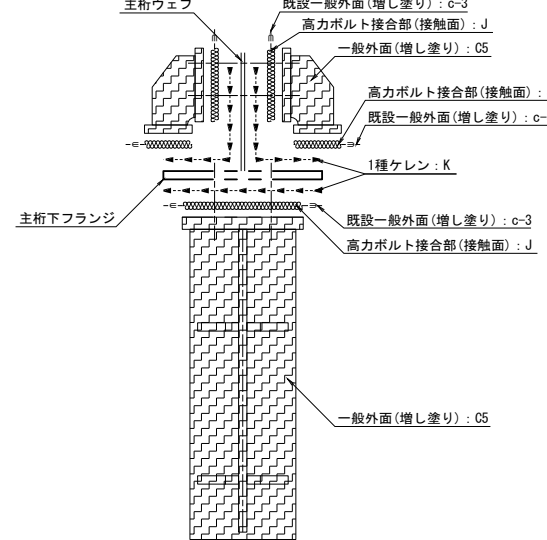 主桁ウェブ
既設一般外面(増し塗り)：c-3
高力ボルト接合部(接触面)：J
一般外面(増し塗り)：C5
高力ボルト接合部(接触面)：
既設一般外面(増し塗り)：c-
1種ケレン：K
主桁下フランジ
既設一般外面(増し塗り)：c-3
高力ボルト接合部(接触面)：J
一般外面(増し塗り)：C5